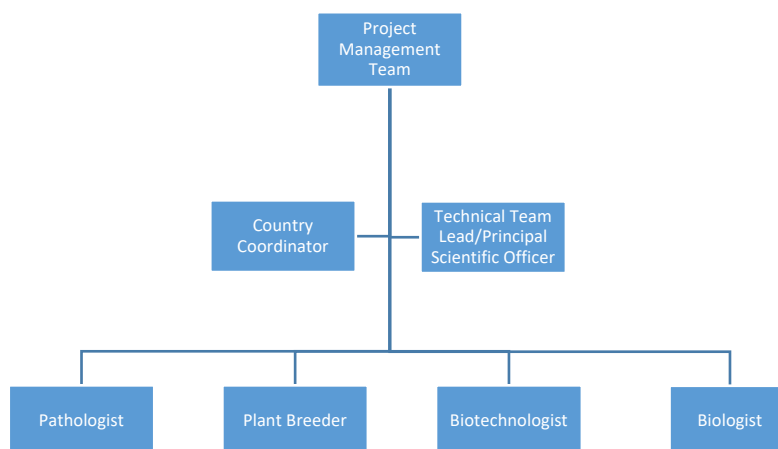 Project
Management
Team
Country
Coordinator
Technical Team
Lead/Principal
Scientific Officer
Pathologist
Plant Breeder
Biotechnologist
Biologist